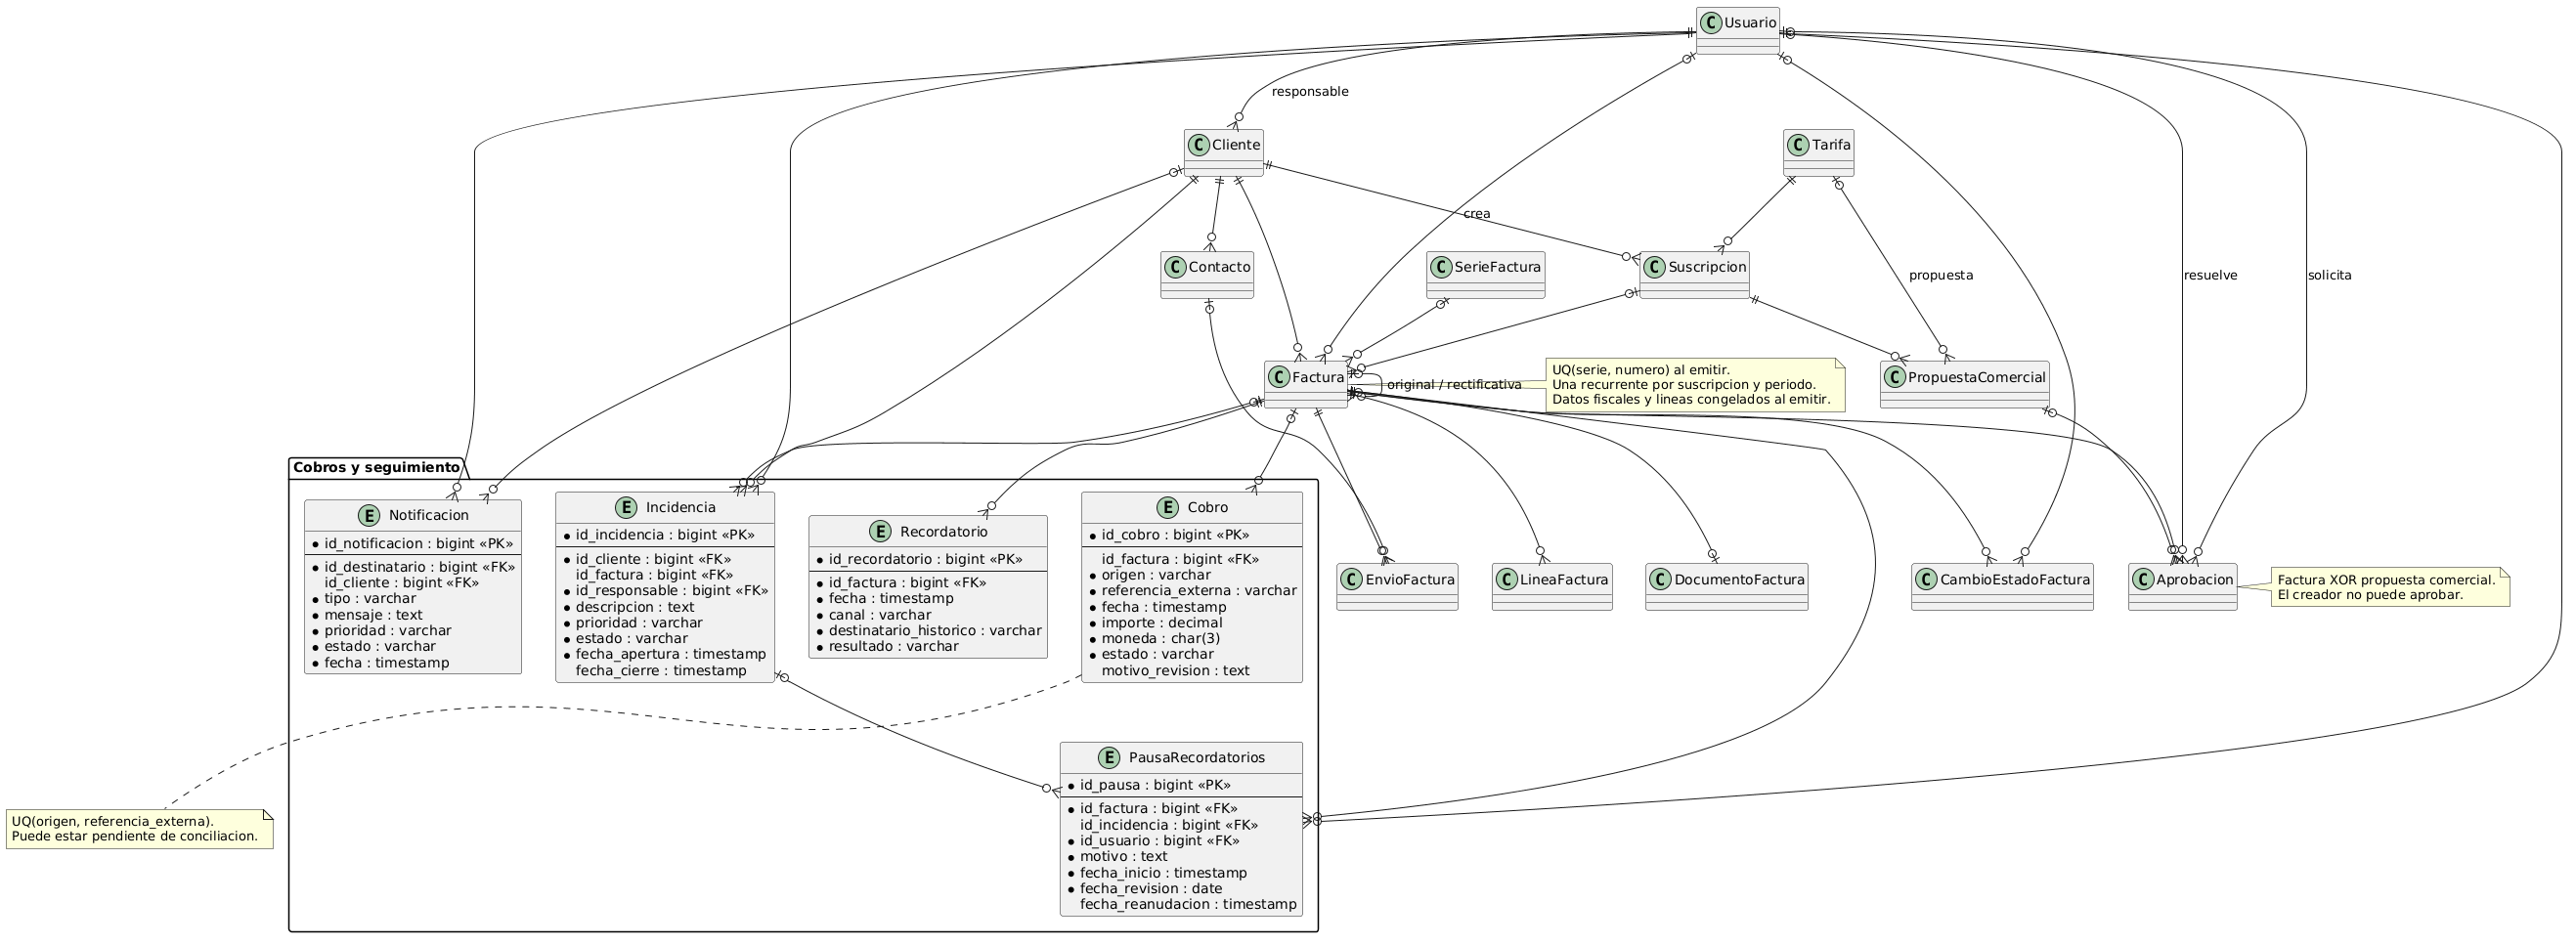 C Usuario
responsable
C Cliente
C Tarifa
crea
C Contacto
C SerieFactura
C Suscripcion
propuesta
resuelve
solicita
C Factura
original / rectificativa
UQ(serie, numero) al emitir.
Una recurrente por suscripcion y periodo.
Datos fiscales y lineas congelados al emitir.
C PropuestaComercial
Cobros y seguimiento
E Notificacion
id_notificacion : bigint «PK»
id_destinatario : bigint «FK»
id_cliente : bigint «FK»
tipo : varchar
mensaje : text
prioridad : varchar
estado : varchar
fecha : timestamp
E Incidencia
id_incidencia : bigint «PK»
id_cliente : bigint «FK»
id_factura : bigint «FK»
id_responsable : bigint «FK»
descripcion : text
prioridad : varchar
estado : varchar
fecha_apertura : timestamp
fecha_cierre : timestamp
E Recordatorio
id_recordatorio : bigint «PK»
id_factura : bigint «FK»
fecha : timestamp
canal : varchar
destinatario_historico : varchar
resultado : varchar
E Cobro
id_cobro : bigint «PK»
id_factura : bigint «FK»
origen : varchar
referencia_externa : varchar
fecha : timestamp
importe : decimal
moneda : char(3)
estado : varchar
motivo_revision : text
C EnvioFactura
C LineaFactura
C DocumentoFactura
C CambioEstadoFactura
C Aprobacion
Factura XOR propuesta comercial.
El creador no puede aprobar.
E PausaRecordatorios
id_pausa : bigint «PK»
id_factura : bigint «FK»
id_incidencia : bigint «FK»
id_usuario : bigint «FK»
motivo : text
fecha_inicio : timestamp
fecha_revision : date
fecha_reanudacion : timestamp
UQ(origen, referencia_externa).
Puede estar pendiente de conciliacion.